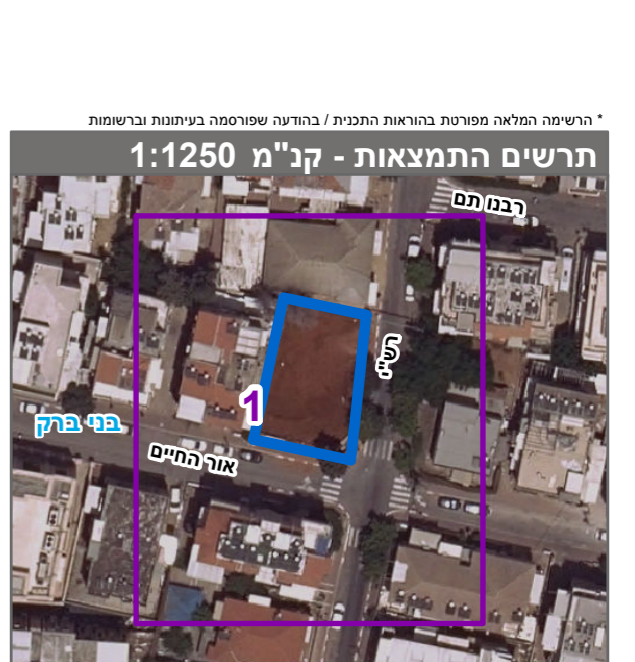 * הרשימה המלאה מפורטת בהוראות התכנית / בהודעה שפורסמה בעיתונות וברשומות
תרשים התמצאות - קנ"מ 1:1250
רבנו תם
רש"י
1
בני ברק
אור החיים